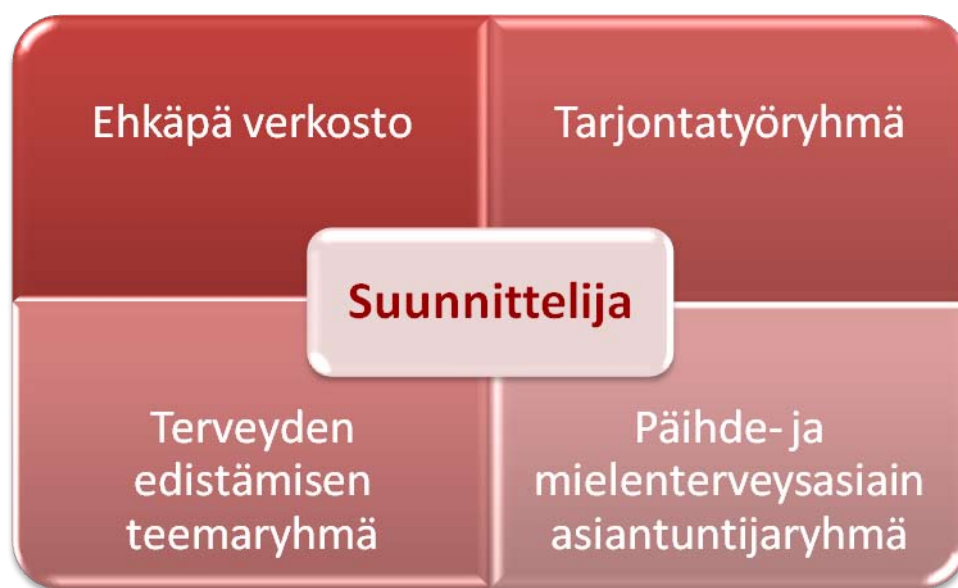 Ehkäpä verkosto
Tarjontatyöryhmä
Suunnittelija
Terveyden
edistämisen
teemaryhmä
Päihde- ja
mielenterveysasiain
asiantuntijaryhmä